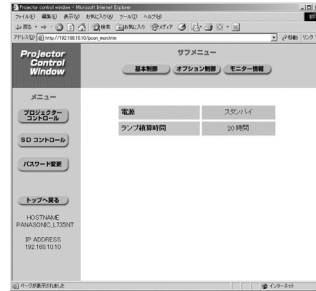 Projector control window - Microsoft Internet Explorer
ファイル(F) 編集(E) 表示(V) お気に入り(A) ツール(T) ヘルプ(H)
戻る 検索 お気に入り
アドレス(D) http://192.168.10.10/ 移動 リンク
Projector
Control
Window
サブメニュー
基本制御 オプション制御 モニター情報
メニュー
プロジェクター
コントロール
SD コントロール
パスワード変更
トップへ戻る
HOSTNAME
PANASONIC_L735NT
IP ADDRESS
192.168.10.10
電源 スタンバイ
ランプ積算時間 20 時間
ページが表示されました インターネット